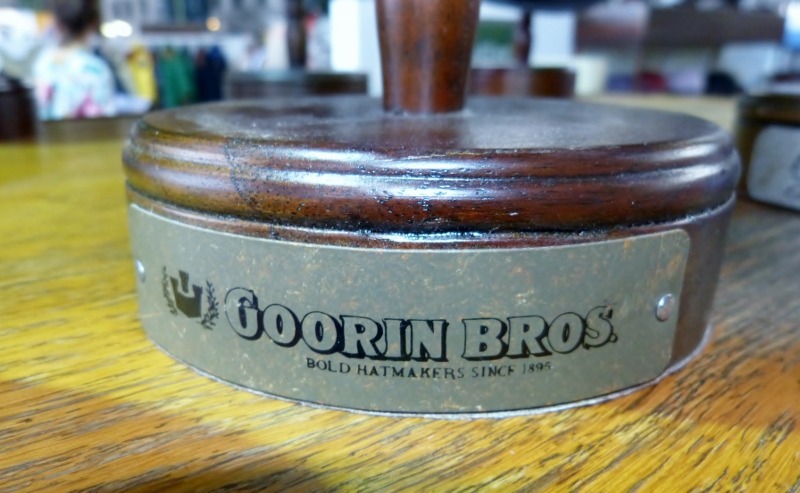 GOORIN BROS.
BOLD HATMAKERS SINCE 1895